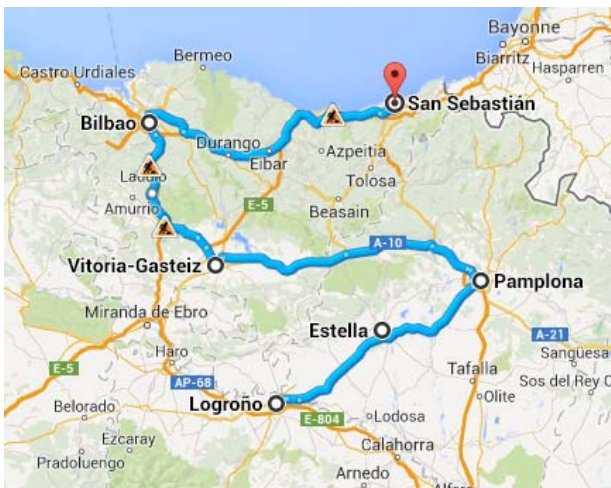 Bayonne
Biarritz
Hasparren
Castro Urdiales
Bermeo
San Sebastián
Bilbao
Durango
Eibar
Azpeitia
Tolosa
Laudio
Amurrio
E-5
Beasain
A-10
Vitoria-Gasteiz
Pamplona
Miranda de Ebro
Estella
A-21
Haro
Sangüesa
E-5
AP-68
Tafalla
Sos del Rey C
Olite
Logroño
Belorado
E-804
Lodosa
Ezcaray
Calahorra
Pradoluengo
Arnedo